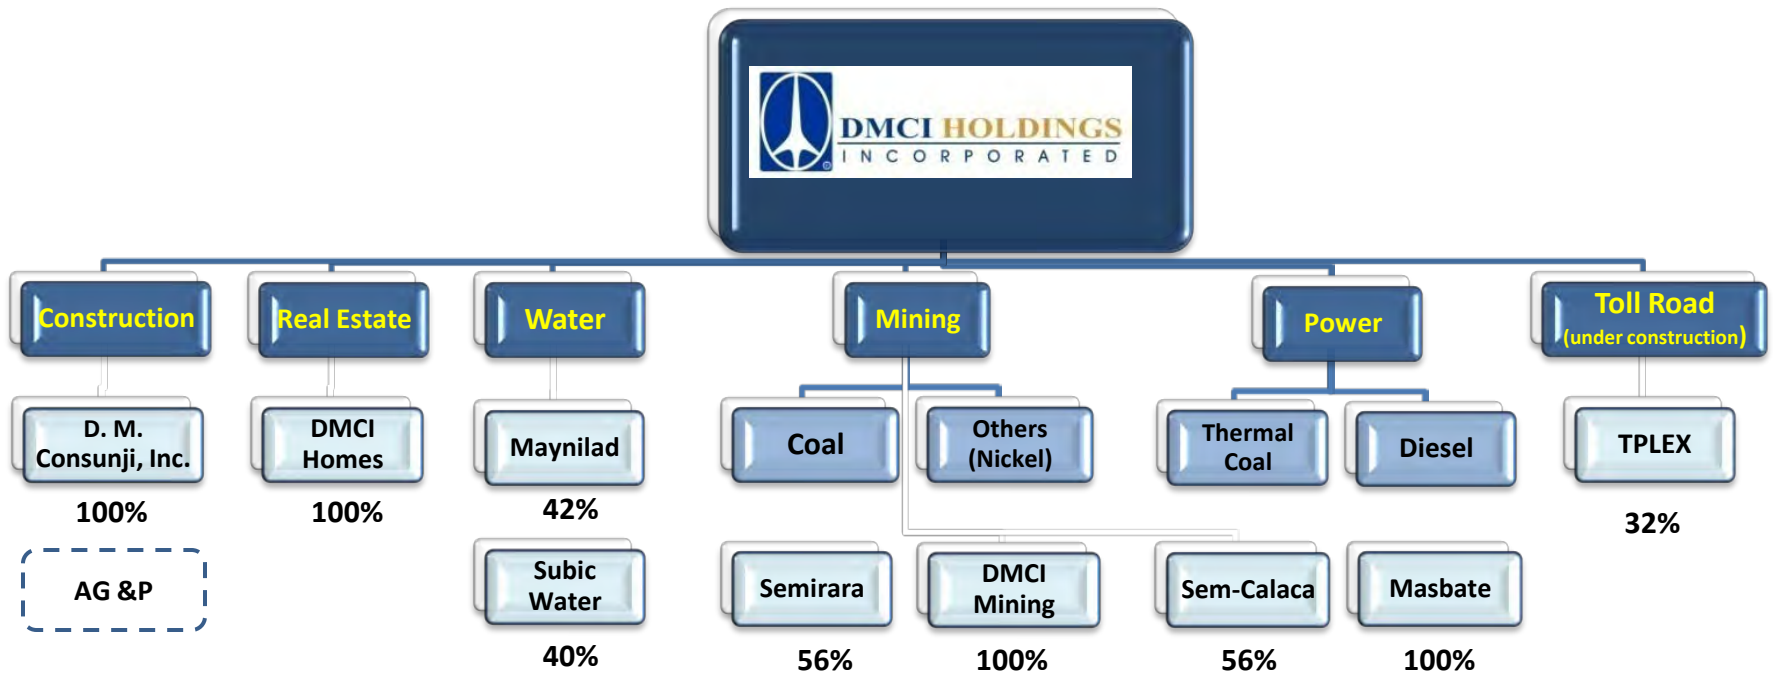 DMCI HOLDINGS
INCORPORATED
Construction
Real Estate
Water
Mining
Power
Toll Road
(under construction)
D. M.
Consunji, Inc.
100%
DMCI
Homes
100%
Maynilad
42%
Coal
Others
(Nickel)
Thermal
Coal
Diesel
TPLEX
32%
AG &P
Subic
Water
40%
Semirara
56%
DMCI
Mining
100%
Sem-Calaca
56%
Masbate
100%